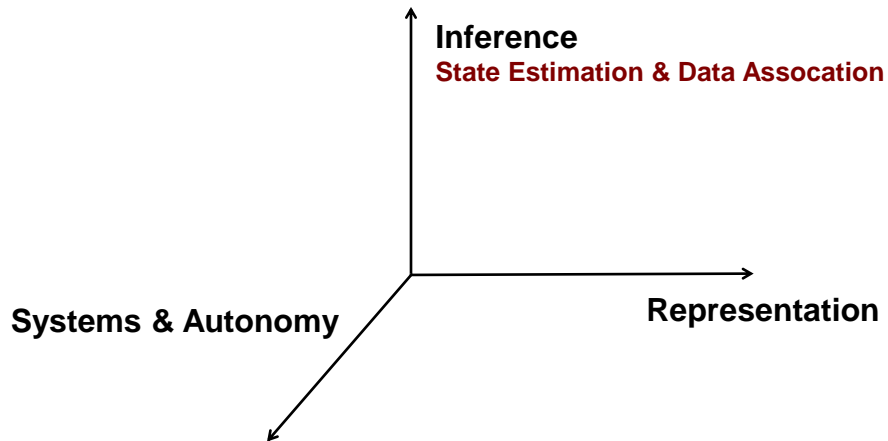 Inference
State Estimation & Data Assocation
Systems & Autonomy
Representation